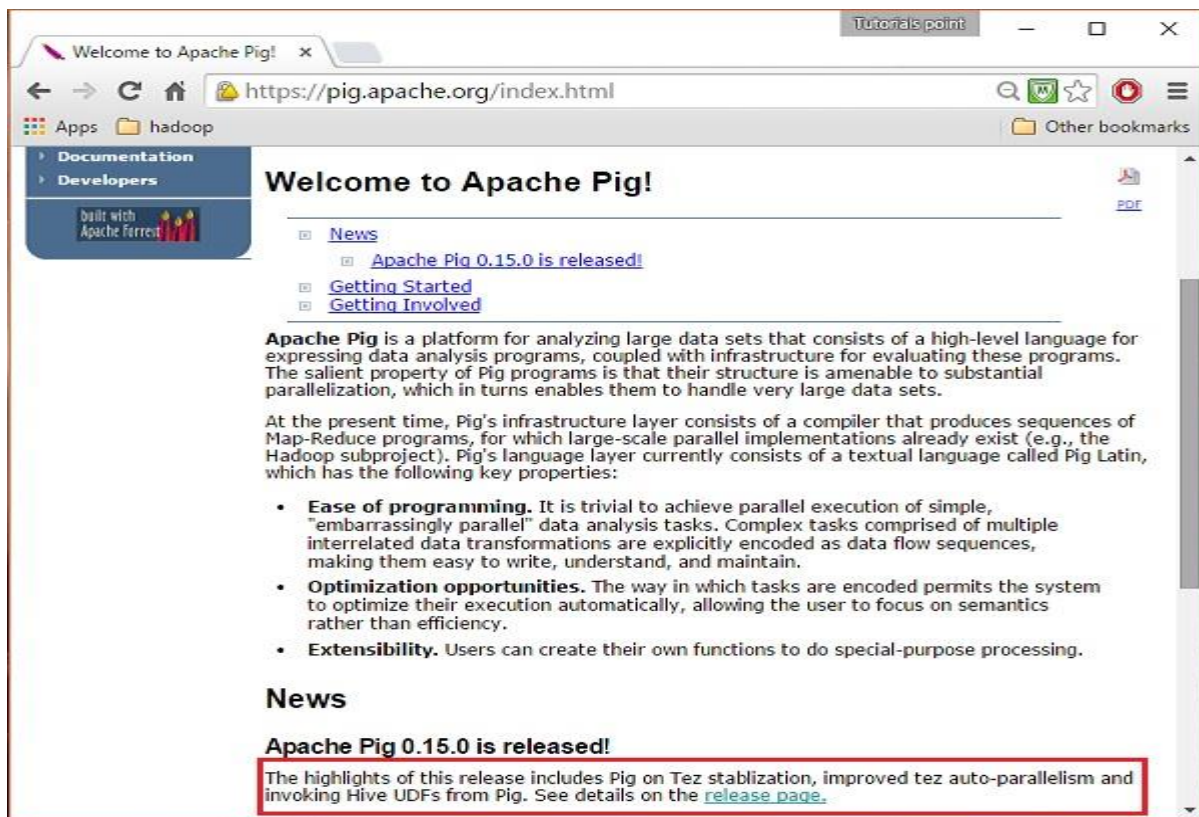 Tutorials point
Welcome to Apache Pig!
https://pig.apache.org/index.html
Apps hadoop Other bookmarks
Documentation
Developers
built with
Apache Forrest
Welcome to Apache Pig!
PDF
News
Apache Pig 0.15.0 is released!
Getting Started
Getting Involved
Apache Pig is a platform for analyzing large data sets that consists of a high-level language for
expressing data analysis programs, coupled with infrastructure for evaluating these programs.
The salient property of Pig programs is that their structure is amenable to substantial
parallelization, which in turns enables them to handle very large data sets.
At the present time, Pig's infrastructure layer consists of a compiler that produces sequences of
Map-Reduce programs, for which large-scale parallel implementations already exist (e.g., the
Hadoop subproject). Pig's language layer currently consists of a textual language called Pig Latin,
which has the following key properties:
• Ease of programming. It is trivial to achieve parallel execution of simple,
"embarrassingly parallel" data analysis tasks. Complex tasks comprised of multiple
interrelated data transformations are explicitly encoded as data flow sequences,
making them easy to write, understand, and maintain.
• Optimization opportunities. The way in which tasks are encoded permits the system
to optimize their execution automatically, allowing the user to focus on semantics
rather than efficiency.
• Extensibility. Users can create their own functions to do special-purpose processing.
News
Apache Pig 0.15.0 is released!
The highlights of this release includes Pig on Tez stablization, improved tez auto-parallelism and
invoking Hive UDFs from Pig. See details on the release page.